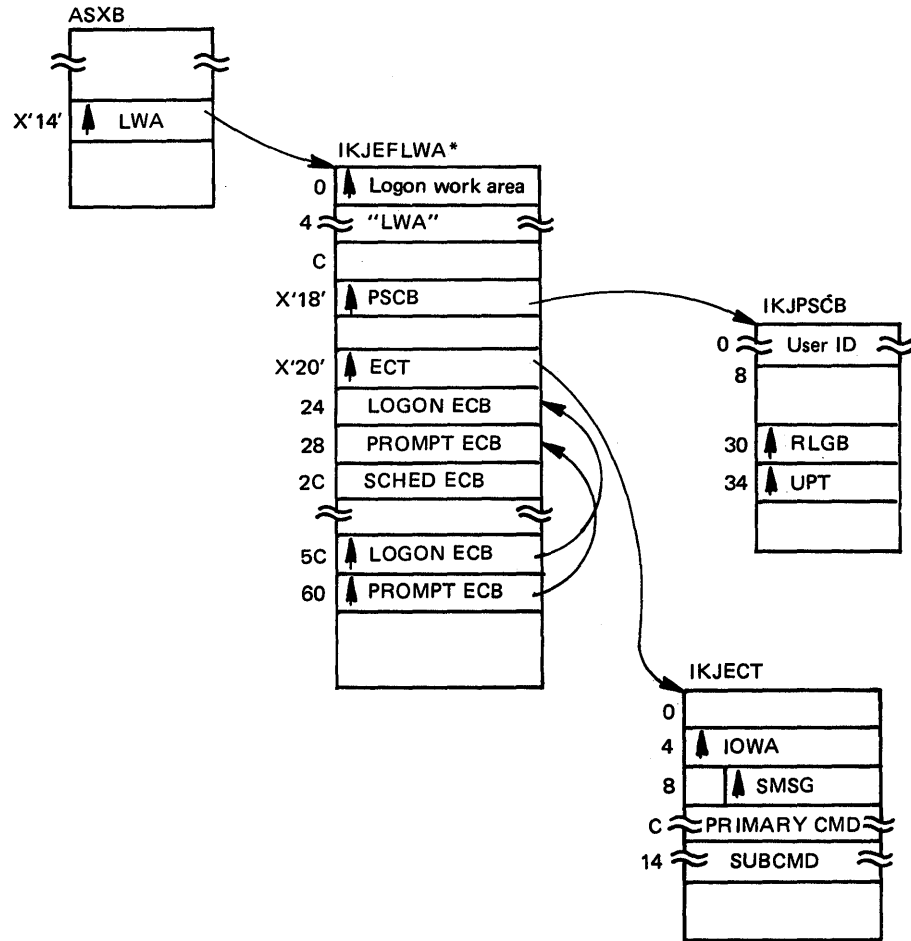 ASXB
X'14' LWA
IKJEFLWA*
0 Logon work area
4 "LWA"
C
X'18' PSCB
X'20' ECT
24 LOGON ECB
28 PROMPT ECB
2C SCHED ECB
5C LOGON ECB
60 PROMPT ECB
IKJPSCB
0 User ID
8
30 RLGB
34 UPT
IKJECT
0
4 IOWA
8 SMSG
C PRIMARY CMD
14 SUBCMD